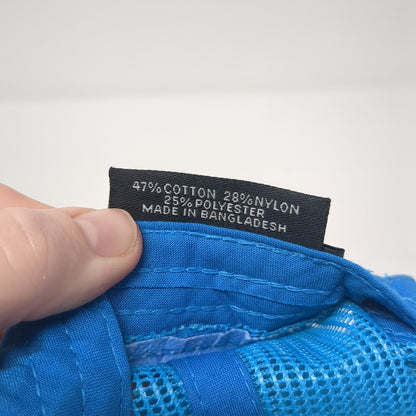 47% COTTON 28% NYLON
25% POLYESTER
MADE IN BANGLADESH